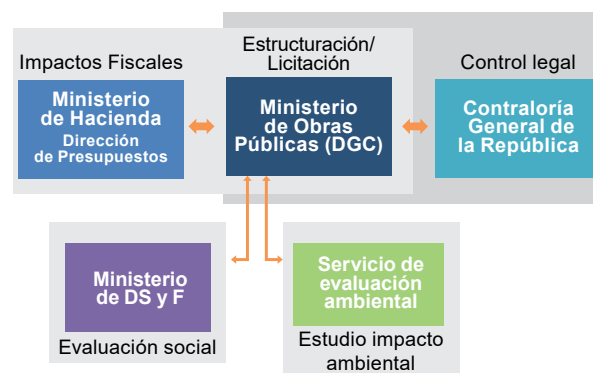 Impactos Fiscales
Ministerio
de Hacienda
Dirección
de Presupuestos
Estructuración/
Licitación
Ministerio
de Obras
Públicas (DGC)
Control legal
Contraloría
General de
la República
Ministerio
de DS y F
Evaluación social
Servicio de
evaluación
ambiental
Estudio impacto
ambiental